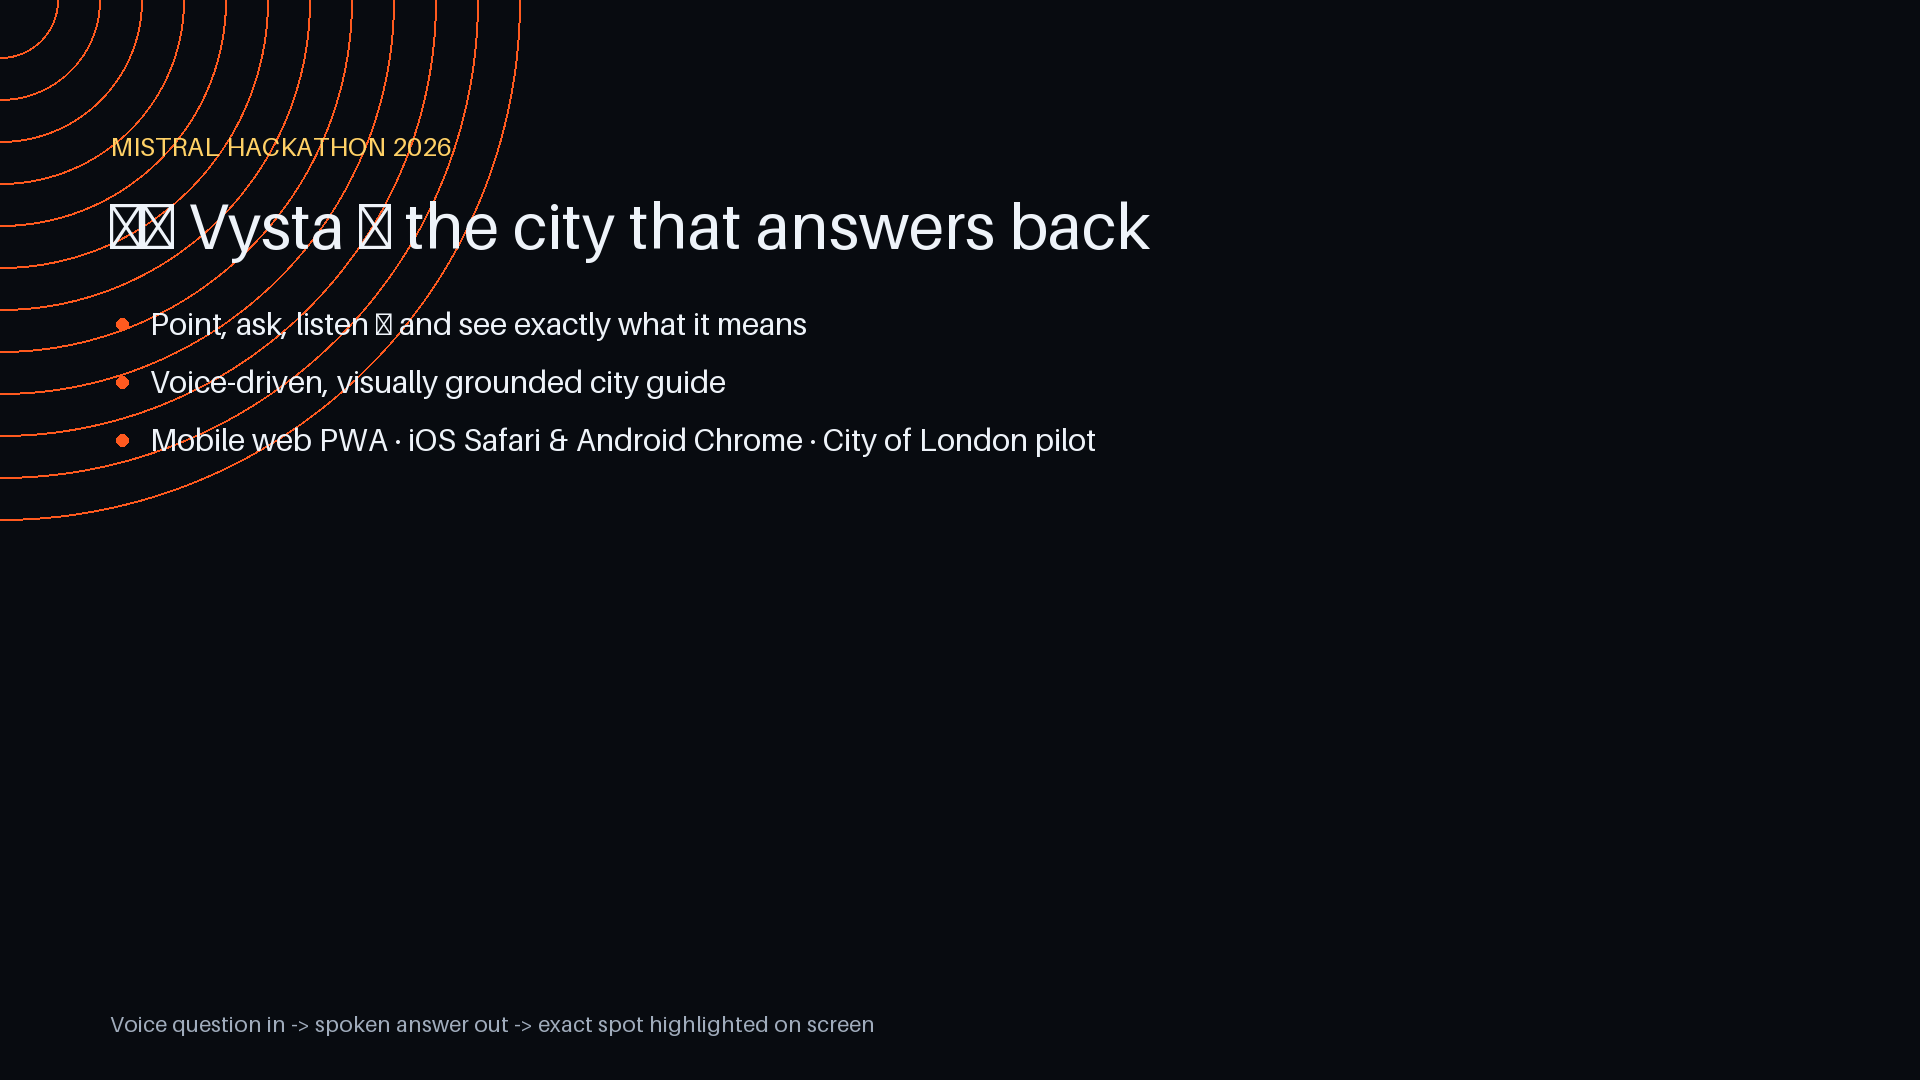 MISTRAL HACKATHON 2026
Vysta the city that answers back
Point, ask, listen and see exactly what it means
Voice-driven, visually grounded city guide
Mobile web PWA · iOS Safari & Android Chrome · City of London pilot
Voice question in -> spoken answer out -> exact spot highlighted on screen